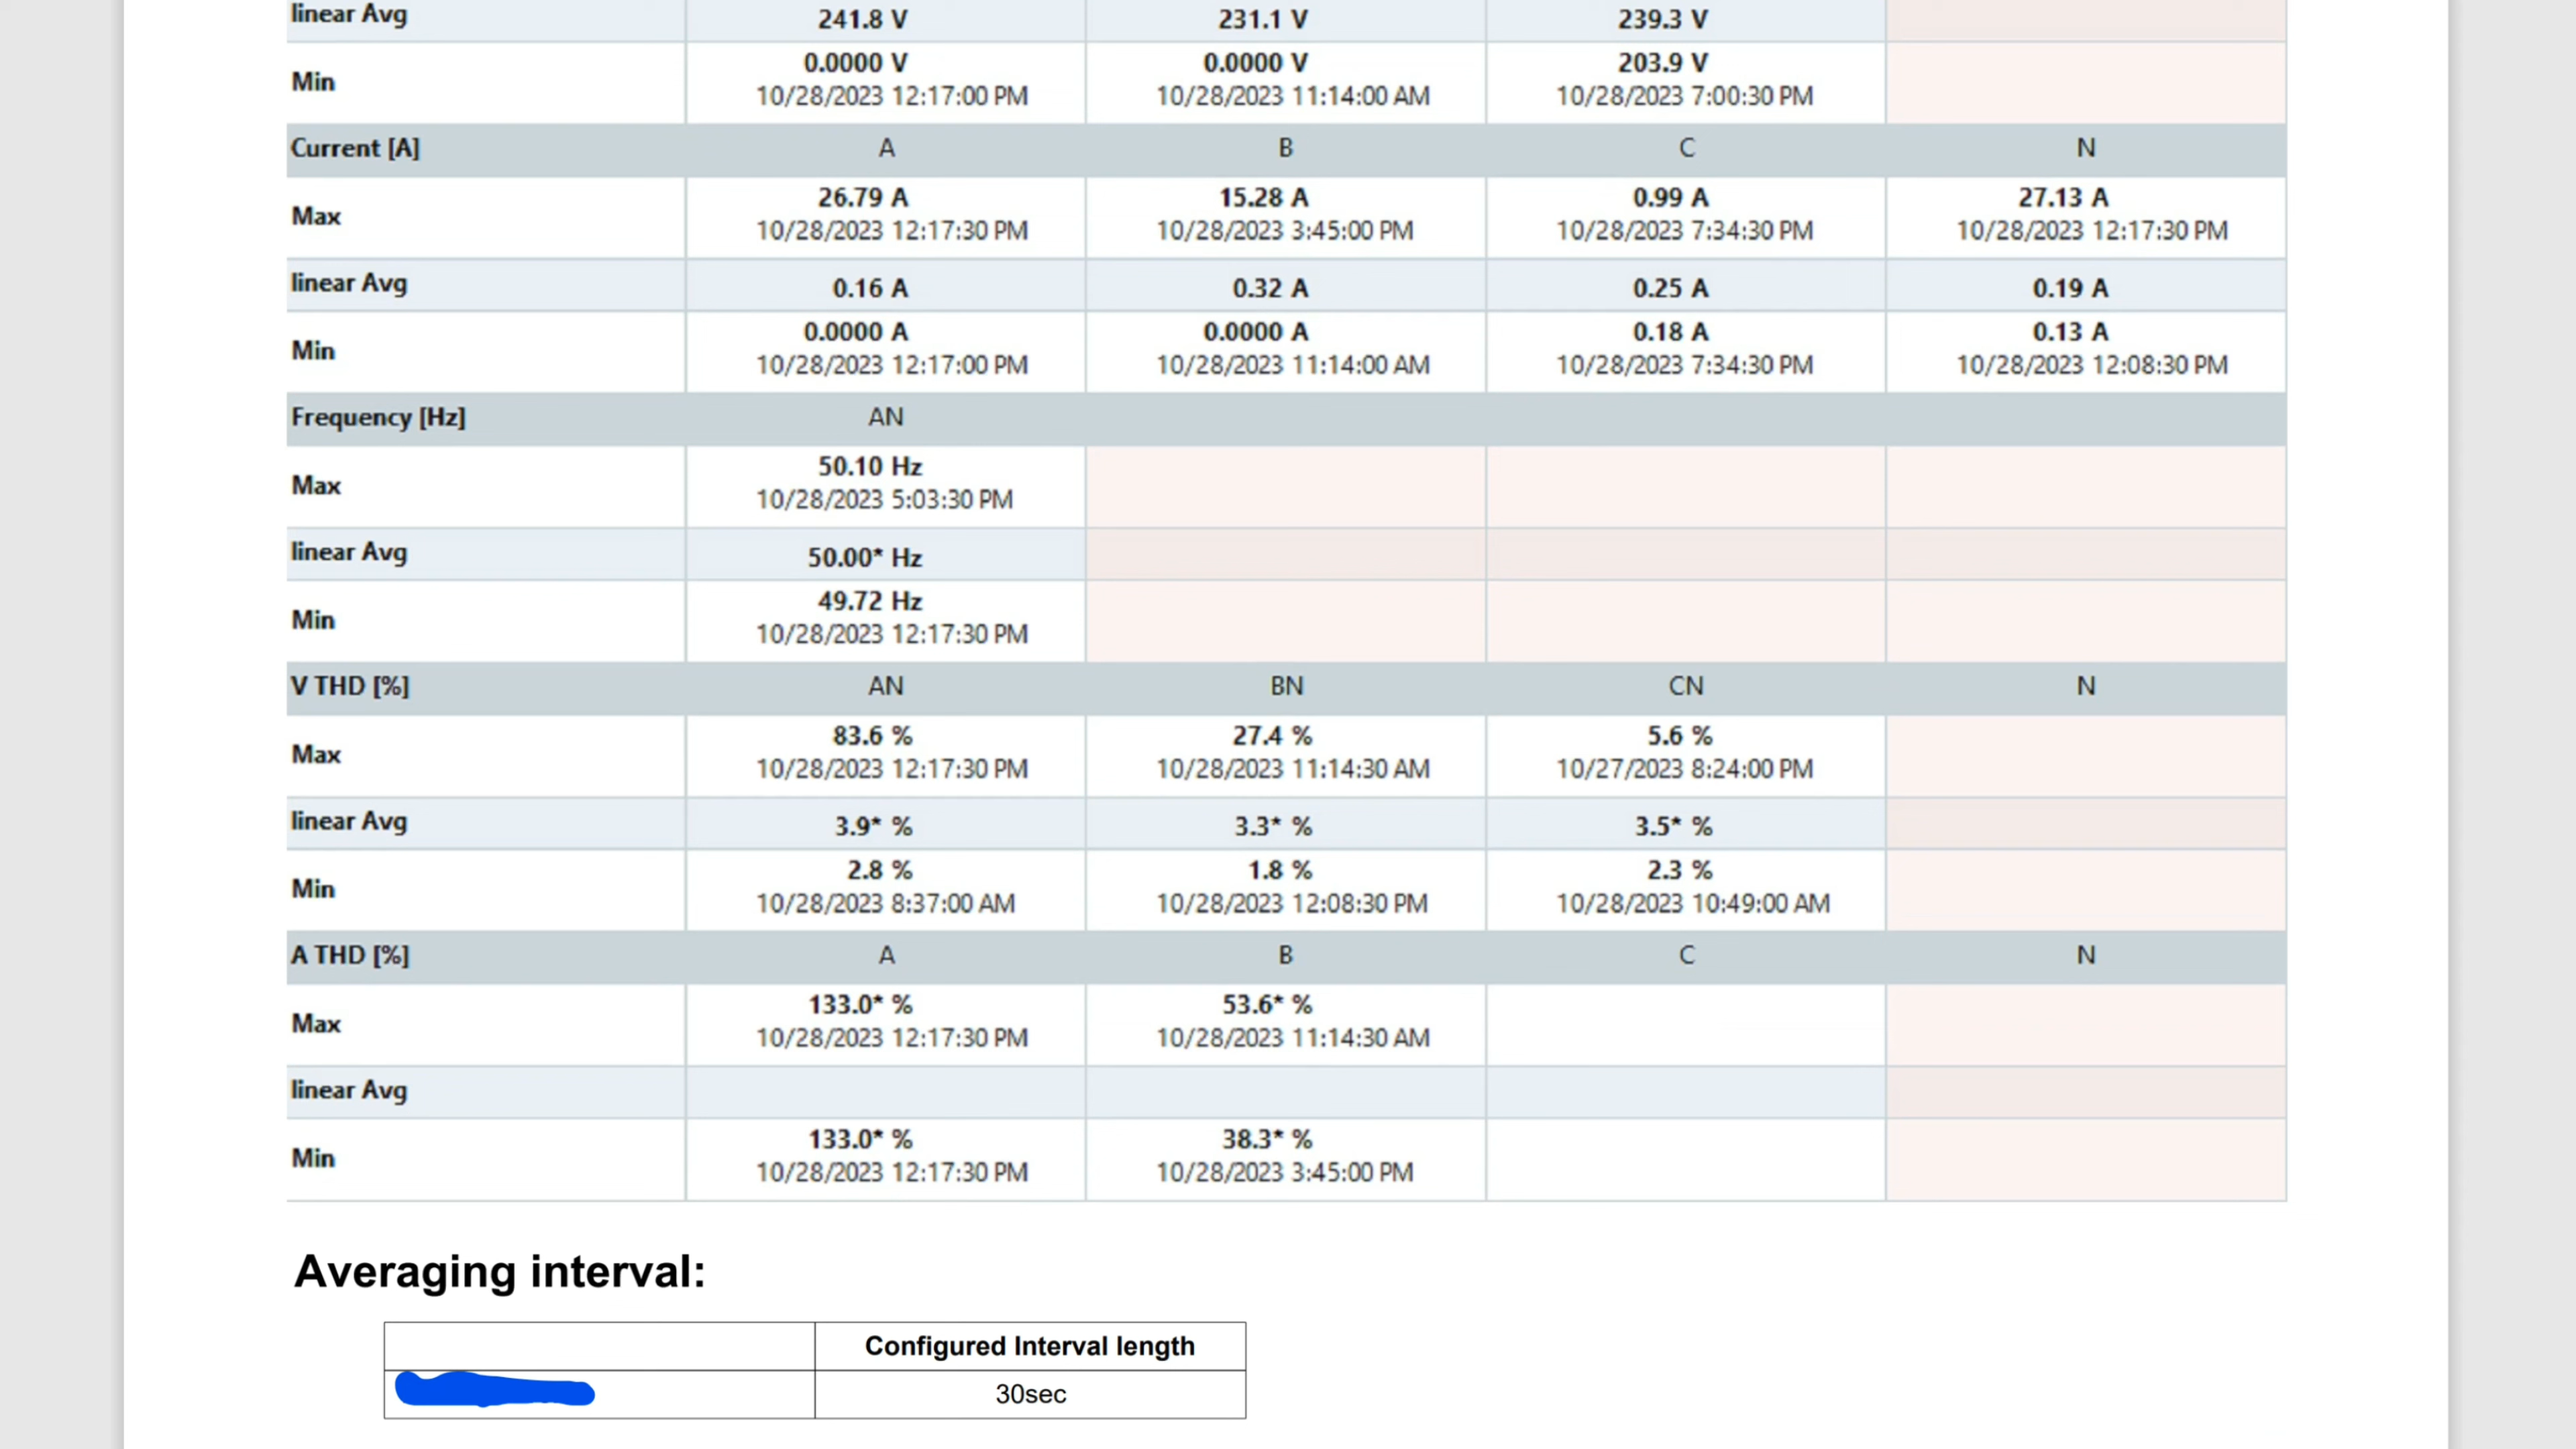 linear Avg 241.8 V 231.1 V 239.3 V
Min 0.0000 V 0.0000 V 203.9 V
10/28/2023 12:17:00 PM 10/28/2023 11:14:00 AM 10/28/2023 7:00:30 PM
Current [A] A B C N
Max 26.79 A 15.28 A 0.99 A 27.13 A
10/28/2023 12:17:30 PM 10/28/2023 3:45:00 PM 10/28/2023 7:34:30 PM 10/28/2023 12:17:30 PM
linear Avg 0.16 A 0.32 A 0.25 A 0.19 A
Min 0.0000 A 0.0000 A 0.18 A 0.13 A
10/28/2023 12:17:00 PM 10/28/2023 11:14:00 AM 10/28/2023 7:34:30 PM 10/28/2023 12:08:30 PM
Frequency [Hz] AN
Max 50.10 Hz
10/28/2023 5:03:30 PM
linear Avg 50.00* Hz
Min 49.72 Hz
10/28/2023 12:17:30 PM
V THD [%] AN BN CN N
Max 83.6 % 27.4 % 5.6 %
10/28/2023 12:17:30 PM 10/28/2023 11:14:30 AM 10/27/2023 8:24:00 PM
linear Avg 3.9* % 3.3* % 3.5* %
Min 2.8 % 1.8 % 2.3 %
10/28/2023 8:37:00 AM 10/28/2023 12:08:30 PM 10/28/2023 10:49:00 AM
A THD [%] A B C N
Max 133.0* % 53.6* %
10/28/2023 12:17:30 PM 10/28/2023 11:14:30 AM
linear Avg
Min 133.0* % 38.3* %
10/28/2023 12:17:30 PM 10/28/2023 3:45:00 PM
Averaging interval:
Configured Interval length
30sec